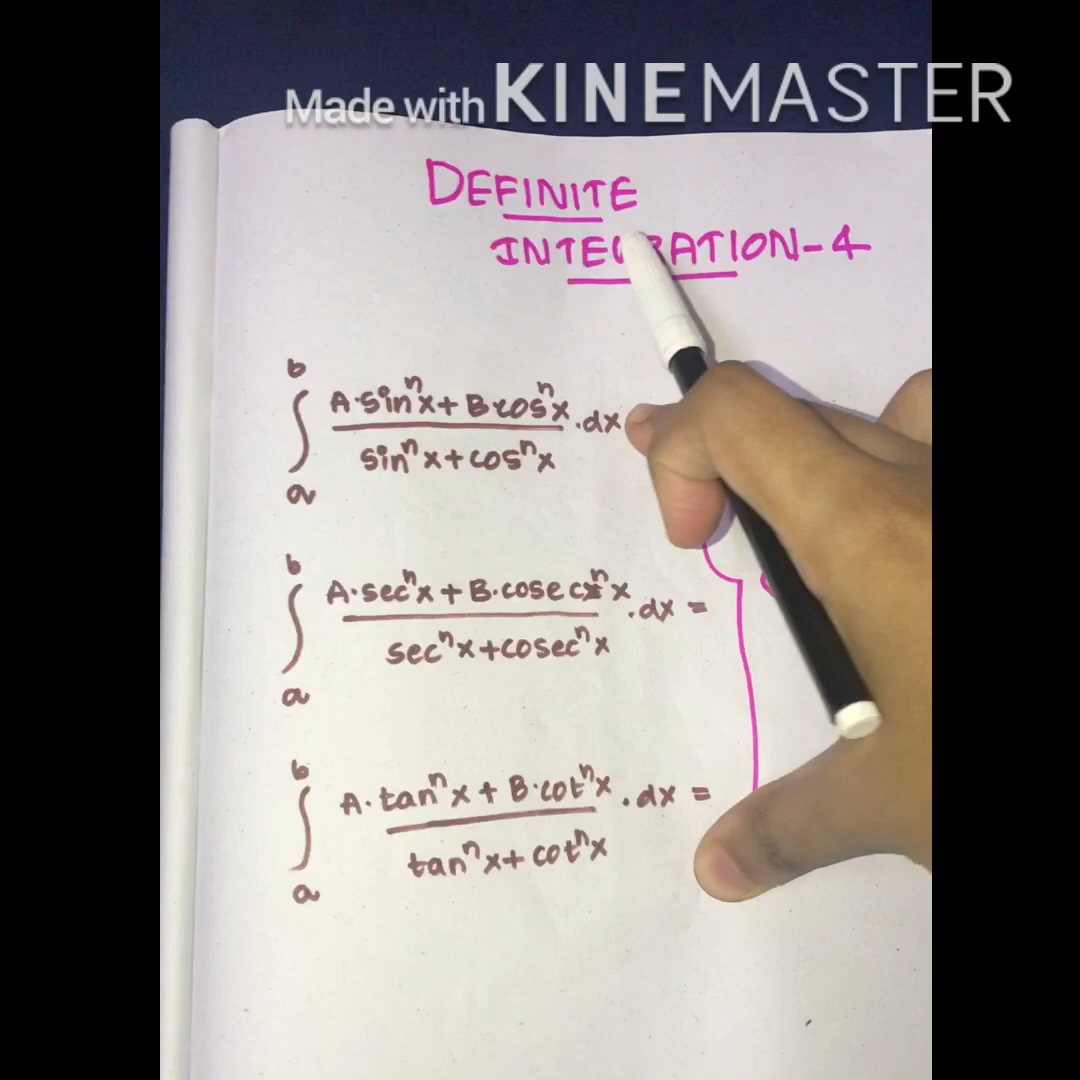 Made with KINEMASTER
DEFINITE
INTEGRATION-4
b
∫ A·sinⁿx + B·cosⁿx .dx
sinⁿx + cosⁿx
a
b
∫ A·secⁿx + B·cosecⁿx .dx =
secⁿx + cosecⁿx
a
b
∫ A·tanⁿx + B·cotⁿx .dx =
tanⁿx + cotⁿx
a